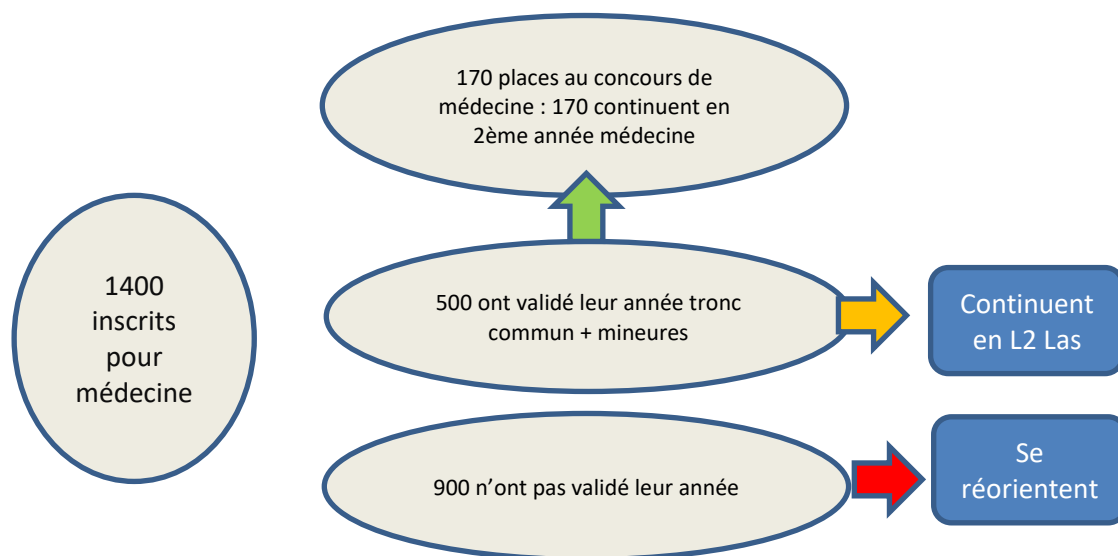 170 places au concours de
médecine : 170 continuent en
2ème année médecine
1400
inscrits
pour
médecine
500 ont validé leur année tronc
commun + mineures
Continuent
en L2 Las
900 n’ont pas validé leur année
Se
réorientent